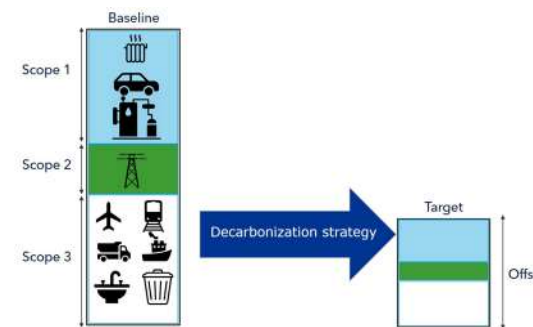 Baseline
Scope 1
Scope 2
Scope 3
Decarbonization strategy
Target
Offs